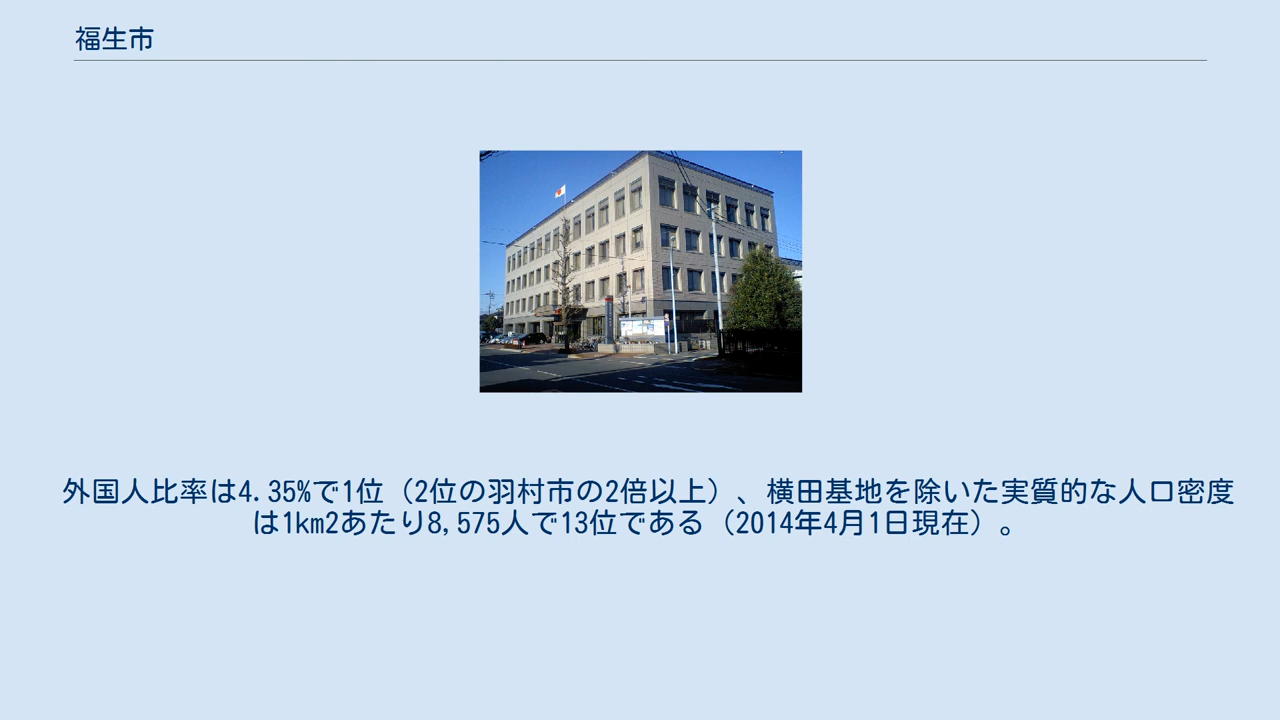 福生市
外国人比率は4.35%で1位（2位の羽村市の2倍以上）、横田基地を除いた実質的な人口密度
は1km2あたり8,575人で13位である（2014年4月1日現在）。